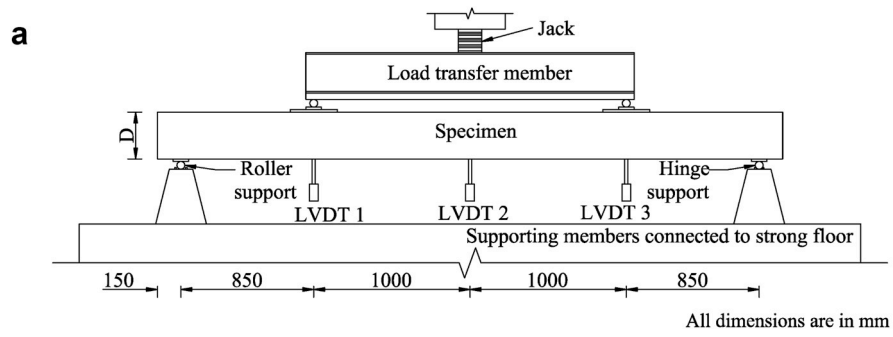 a
Jack
Load transfer member
D
Specimen
Roller
support
Hinge
support
LVDT 1
LVDT 2
LVDT 3
Supporting members connected to strong floor
150
850
1000
1000
850
All dimensions are in mm